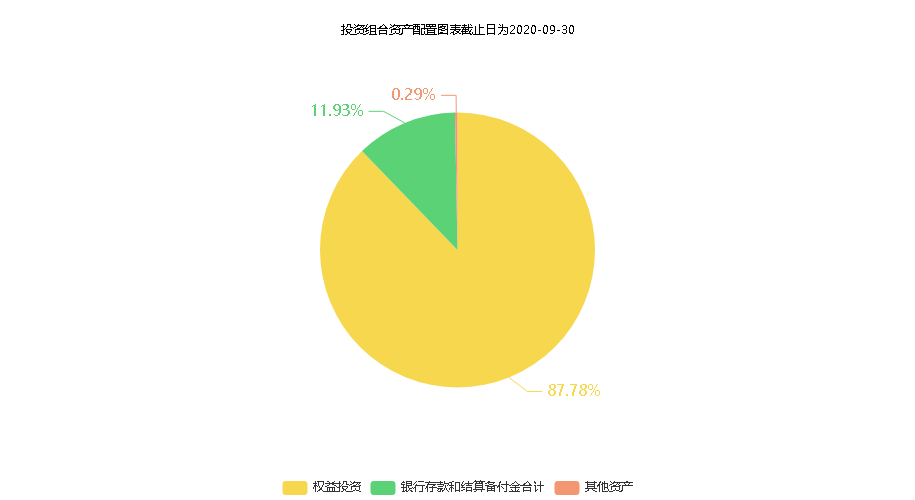 投资组合资产配置图表截止日为2020-09-30
0.29%
11.93%
87.78%
权益投资 银行存款和结算备付金合计 其他资产